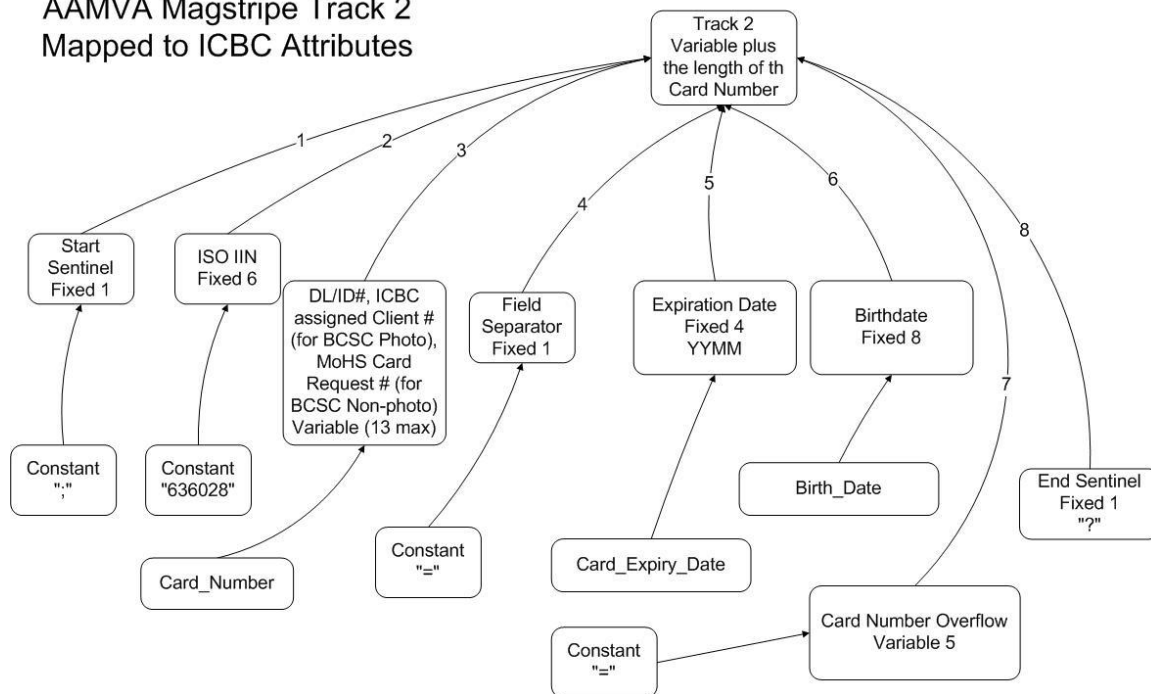 AAMVA Magstripe Track 2
Mapped to ICBC Attributes
Track 2
Variable plus
the length of th
Card Number
1
2
3
4
5
6
7
8
Start
Sentinel
Fixed 1
ISO IIN
Fixed 6
DL/ID#, ICBC
assigned Client #
(for BCSC Photo),
MoHS Card
Request # (for
BCSC Non-photo)
Variable (13 max)
Field
Separator
Fixed 1
Expiration Date
Fixed 4
YYMM
Birthdate
Fixed 8
Constant
";"
Constant
"636028"
Card_Number
Constant
"="
Card_Expiry_Date
Birth_Date
End Sentinel
Fixed 1
"?"
Constant
"="
Card Number Overflow
Variable 5